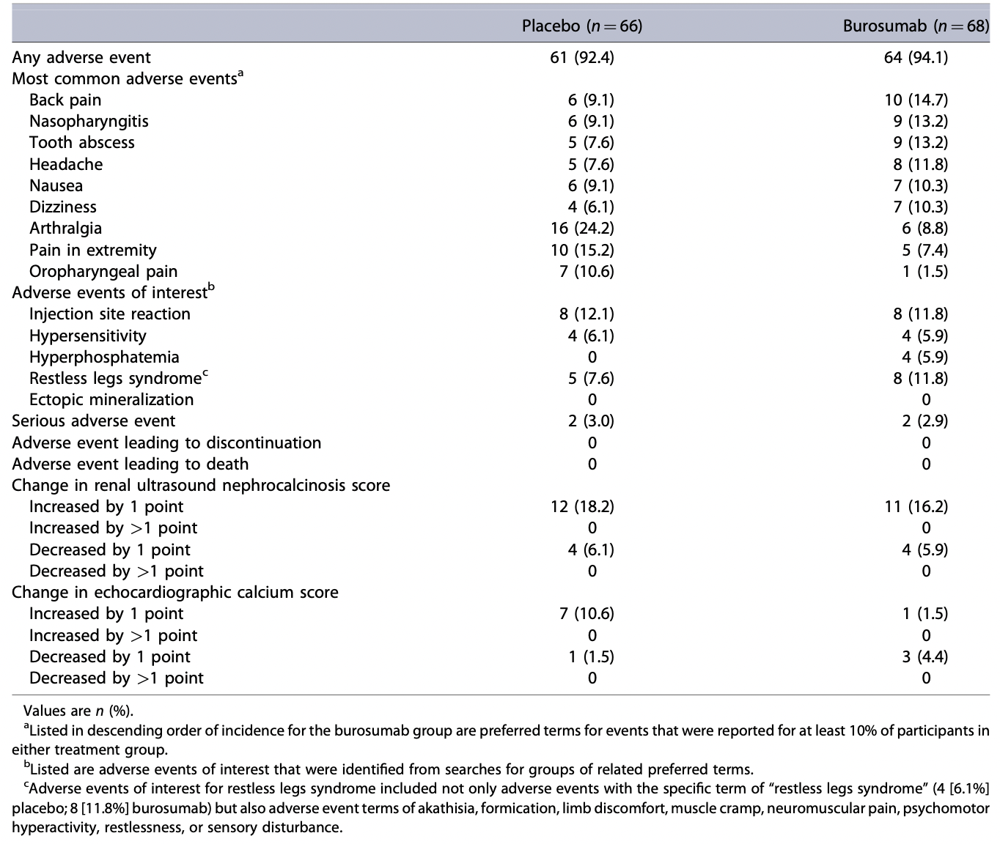 Placebo (n = 66) Burosumab (n = 68)
Any adverse event 61 (92.4) 64 (94.1)
Most common adverse eventsᵃ
Back pain 6 (9.1) 10 (14.7)
Nasopharyngitis 6 (9.1) 9 (13.2)
Tooth abscess 5 (7.6) 9 (13.2)
Headache 5 (7.6) 8 (11.8)
Nausea 6 (9.1) 7 (10.3)
Dizziness 4 (6.1) 7 (10.3)
Arthralgia 16 (24.2) 6 (8.8)
Pain in extremity 10 (15.2) 5 (7.4)
Oropharyngeal pain 7 (10.6) 1 (1.5)
Adverse events of interestᵇ
Injection site reaction 8 (12.1) 8 (11.8)
Hypersensitivity 4 (6.1) 4 (5.9)
Hyperphosphatemia 0 4 (5.9)
Restless legs syndromeᶜ 5 (7.6) 8 (11.8)
Ectopic mineralization 0 0
Serious adverse event 2 (3.0) 2 (2.9)
Adverse event leading to discontinuation 0 0
Adverse event leading to death 0 0
Change in renal ultrasound nephrocalcinosis score
Increased by 1 point 12 (18.2) 11 (16.2)
Increased by >1 point 0 0
Decreased by 1 point 4 (6.1) 4 (5.9)
Decreased by >1 point 0 0
Change in echocardiographic calcium score
Increased by 1 point 7 (10.6) 1 (1.5)
Increased by >1 point 0 0
Decreased by 1 point 1 (1.5) 3 (4.4)
Decreased by >1 point 0 0
Values are n (%).
ᵃListed in descending order of incidence for the burosumab group are preferred terms for events that were reported for at least 10% of participants in
either treatment group.
ᵇListed are adverse events of interest that were identified from searches for groups of related preferred terms.
ᶜAdverse events of interest for restless legs syndrome included not only adverse events with the specific term of “restless legs syndrome” (4 [6.1%]
placebo; 8 [11.8%] burosumab) but also adverse event terms of akathisia, formication, limb discomfort, muscle cramp, neuromuscular pain, psychomotor
hyperactivity, restlessness, or sensory disturbance.